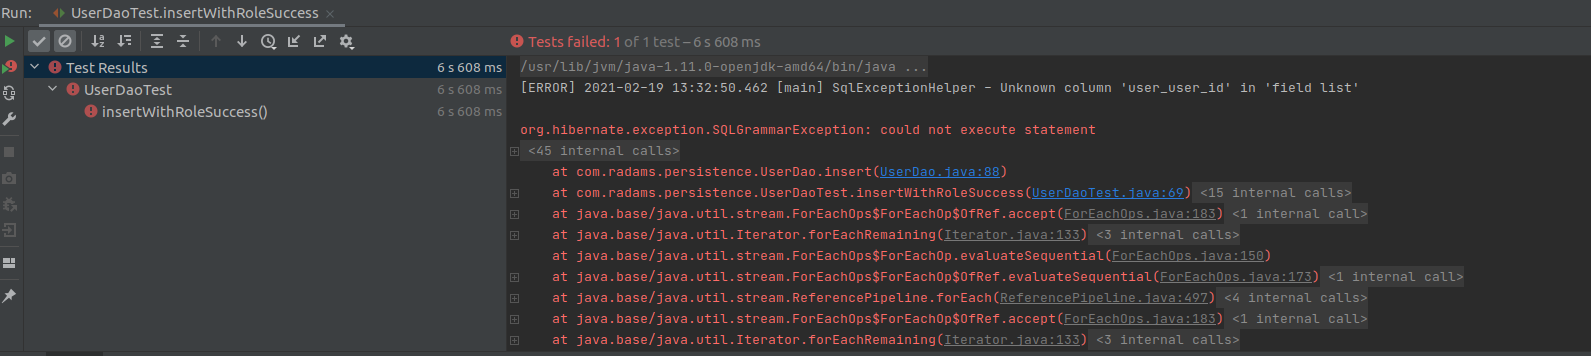 Run: UserDaoTest.insertWithRoleSuccess ×
Tests failed: 1 of 1 test – 6 s 608 ms
Test Results 6 s 608 ms
UserDaoTest 6 s 608 ms
insertWithRoleSuccess() 6 s 608 ms
/usr/lib/jvm/java-1.11.0-openjdk-amd64/bin/java ...
[ERROR] 2021-02-19 13:32:50.462 [main] SqlExceptionHelper - Unknown column 'user_user_id' in 'field list'
org.hibernate.exception.SQLGrammarException: could not execute statement
<45 internal calls>
at com.radams.persistence.UserDao.insert(UserDao.java:88)
at com.radams.persistence.UserDaoTest.insertWithRoleSuccess(UserDaoTest.java:69) <15 internal calls>
at java.base/java.util.stream.ForEachOps$ForEachOp$OfRef.accept(ForEachOps.java:183) <1 internal call>
at java.base/java.util.Iterator.forEachRemaining(Iterator.java:133) <3 internal calls>
at java.base/java.util.stream.ForEachOps$ForEachOp.evaluateSequential(ForEachOps.java:150)
at java.base/java.util.stream.ForEachOps$ForEachOp$OfRef.evaluateSequential(ForEachOps.java:173) <1 internal call>
at java.base/java.util.stream.ReferencePipeline.forEach(ReferencePipeline.java:497) <4 internal calls>
at java.base/java.util.stream.ForEachOps$ForEachOp$OfRef.accept(ForEachOps.java:183) <1 internal call>
at java.base/java.util.Iterator.forEachRemaining(Iterator.java:133) <3 internal calls>